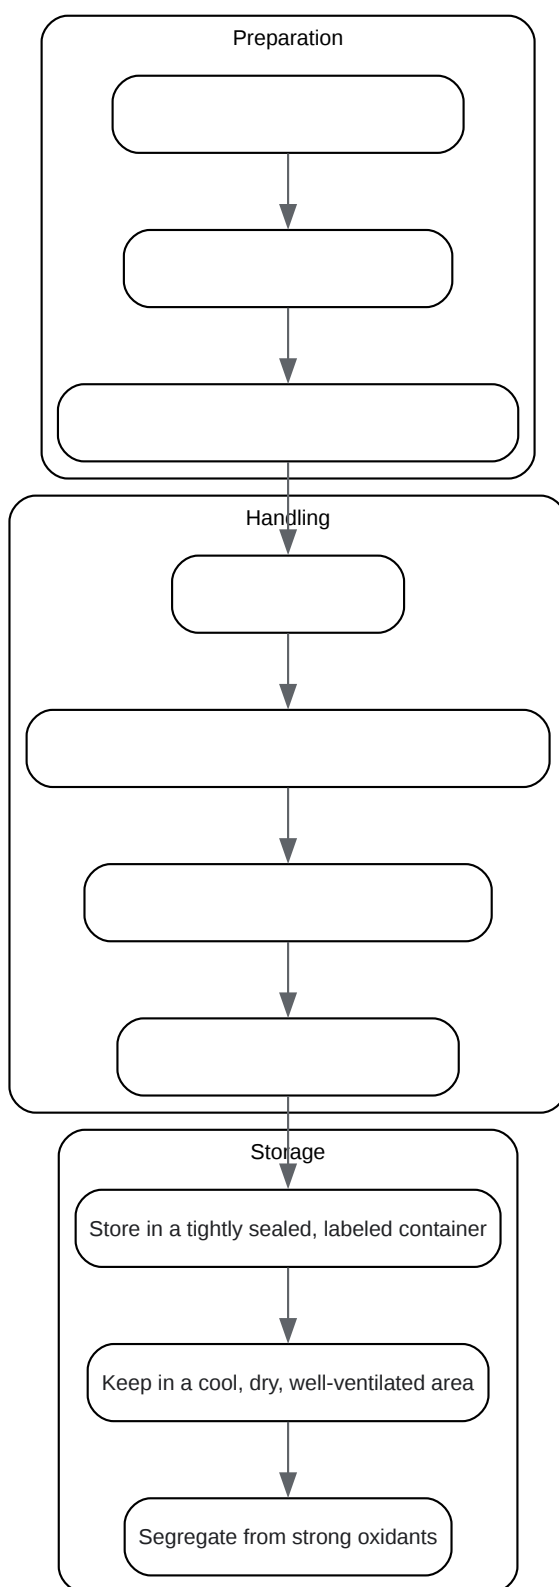 Preparation
Handling
Storage
Store in a tightly sealed, labeled container
Keep in a cool, dry, well-ventilated area
Segregate from strong oxidants